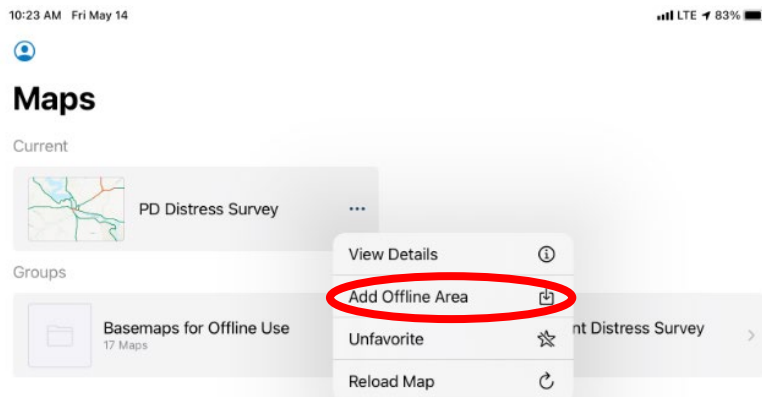 10:23 AM Fri May 14 LTE 83%
Maps
Current
PD Distress Survey
View Details
Groups
Add Offline Area
Basemaps for Offline Use
17 Maps
Unfavorite
nt Distress Survey
Reload Map